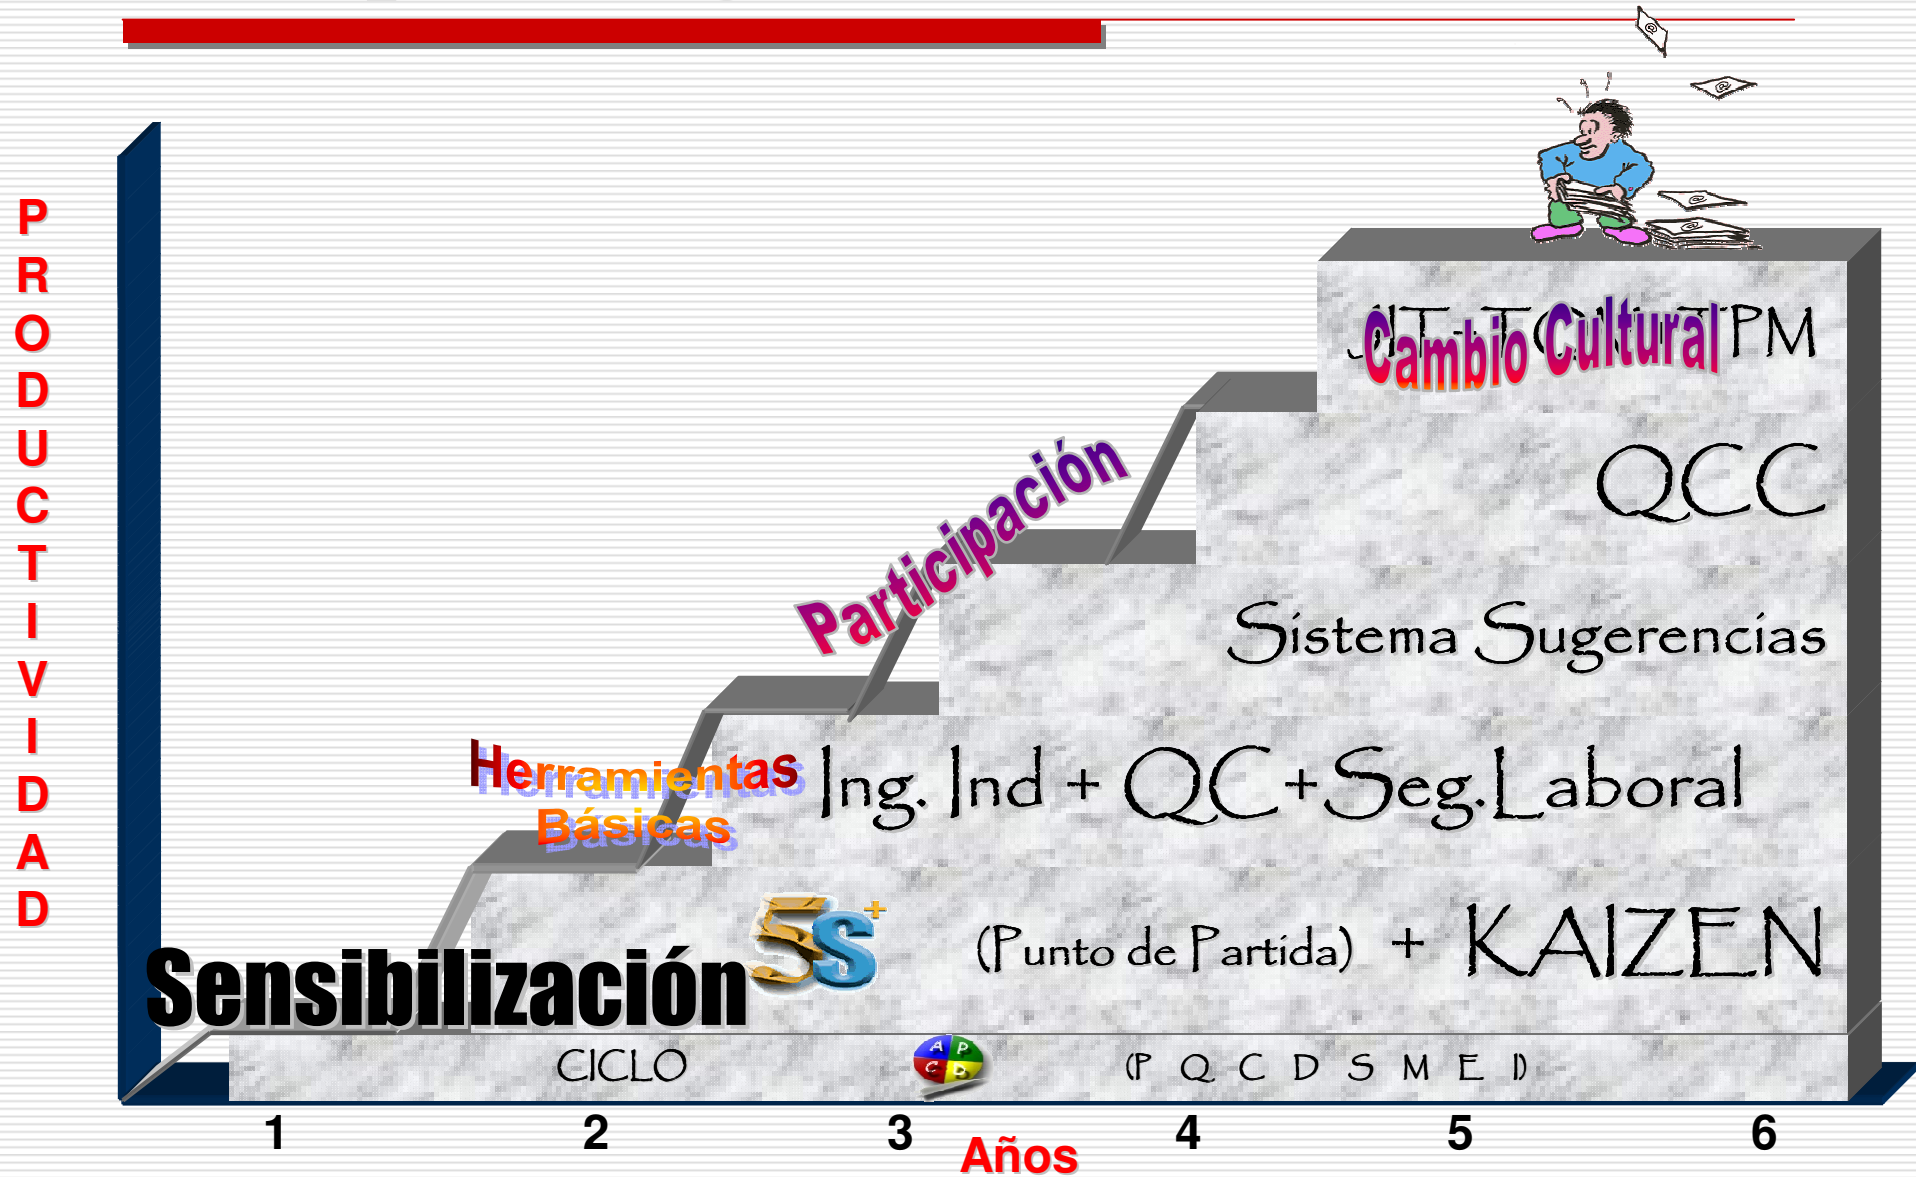 PRODUCTIVIDAD
Cambio Cultural
TPM
QCC
Participación
Sistema Sugerencias
Herramientas
Básicas
Ing. Ind + QC+Seg.Laboral
Sensibilización
5S+
(Punto de Partida) + KAIZEN
CICLO
A P
C D
(P Q C D S M E I)
1 2 3 4 5 6
Años